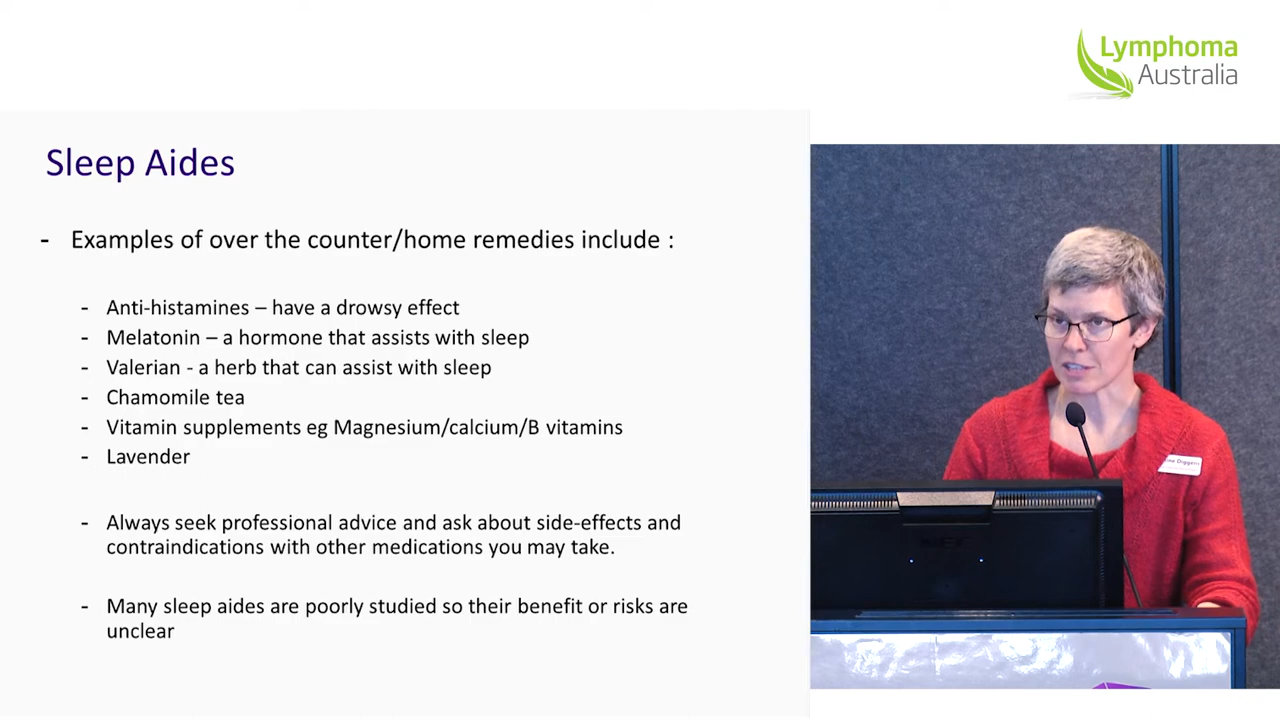 Lymphoma
Australia
Sleep Aides
- Examples of over the counter/home remedies include :
- Anti-histamines – have a drowsy effect
- Melatonin – a hormone that assists with sleep
- Valerian - a herb that can assist with sleep
- Chamomile tea
- Vitamin supplements eg Magnesium/calcium/B vitamins
- Lavender
- Always seek professional advice and ask about side-effects and
contraindications with other medications you may take.
- Many sleep aides are poorly studied so their benefit or risks are
unclear
NEC